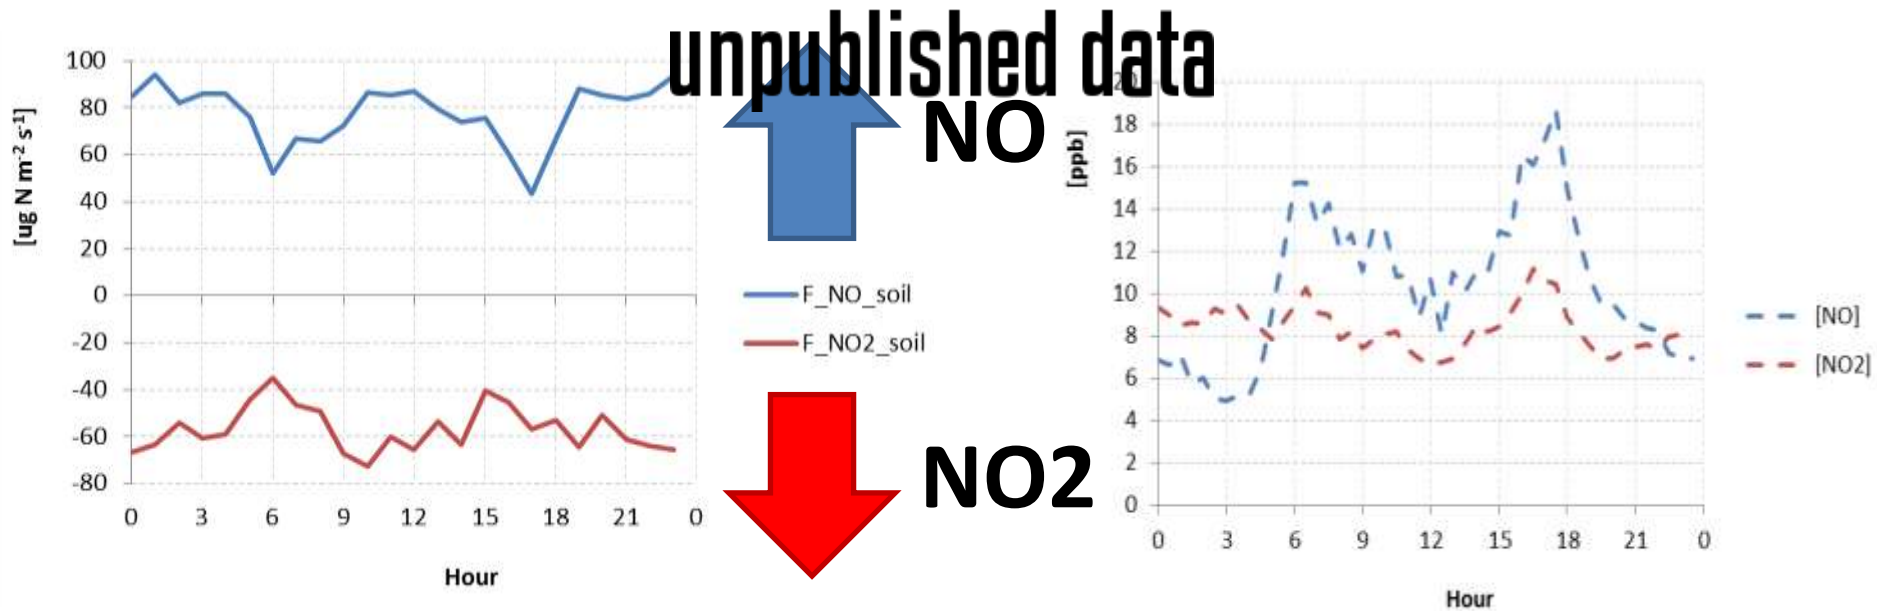 unpublished data
100
80
60
40
20
0
-20
-40
-60
-80
0 3 6 9 12 15 18 21 0
[ug N m-2 s-1]
Hour
NO
F_NO_soil
F_NO2_soil
NO2
20
18
16
14
12
10
8
6
4
2
0
0 3 6 9 12 15 18 21 0
[ppb]
Hour
[NO]
[NO2]